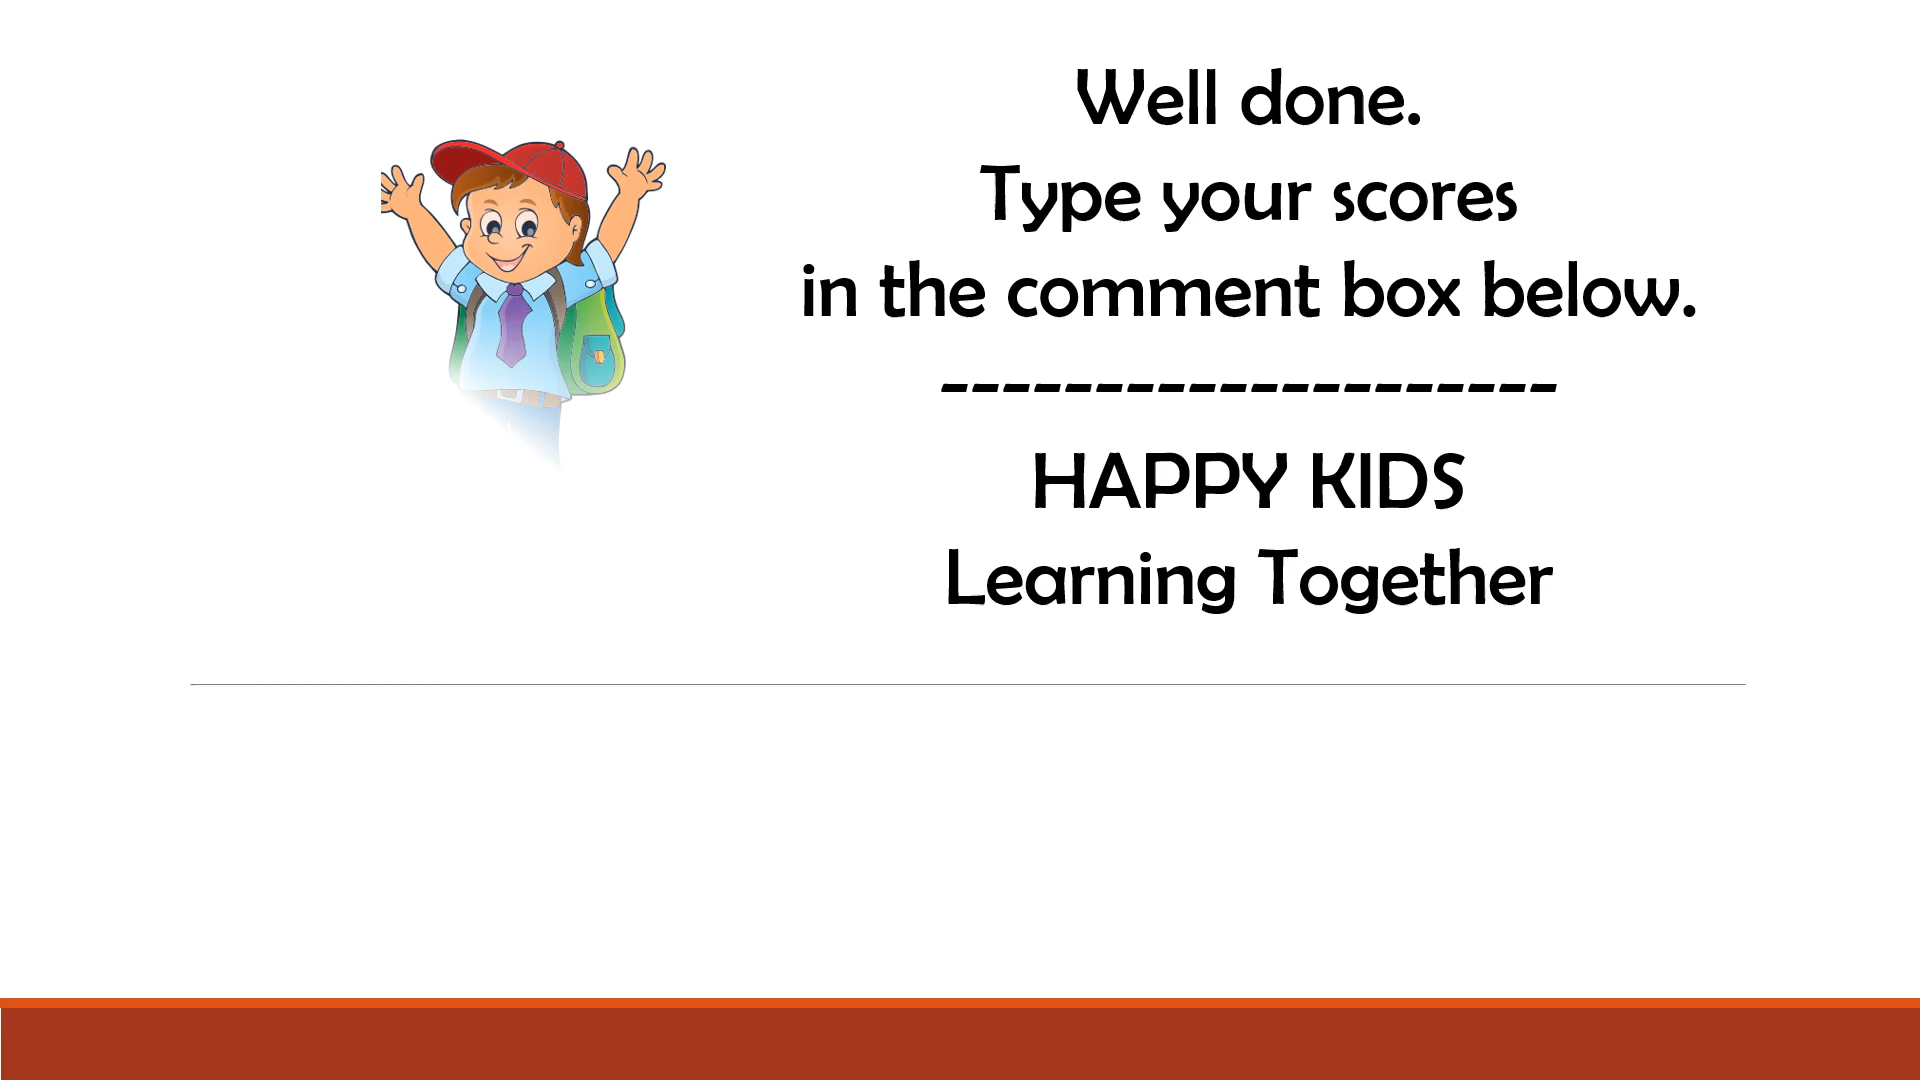 Well done.
Type your scores
in the comment box below.
--------------------
HAPPY KIDS
Learning Together